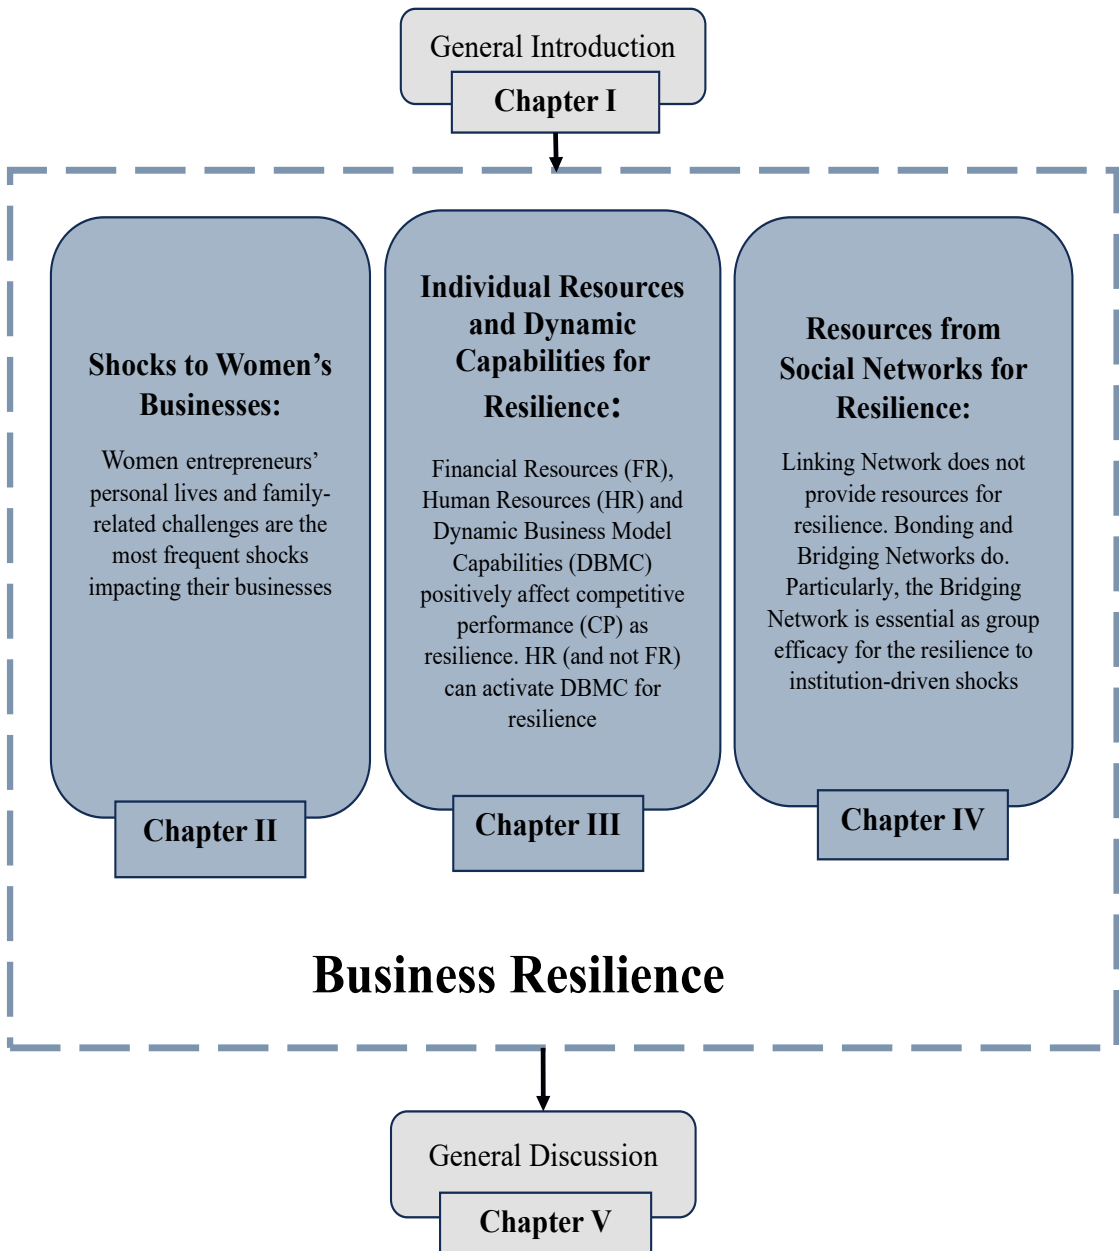 General Introduction
Chapter I
Shocks to Women’s
Businesses:
Women entrepreneurs’
personal lives and family-
related challenges are the
most frequent shocks
impacting their businesses
Chapter II
Individual Resources
and Dynamic
Capabilities for
Resilience:
Financial Resources (FR),
Human Resources (HR) and
Dynamic Business Model
Capabilities (DBMC)
positively affect competitive
performance (CP) as
resilience. HR (and not FR)
can activate DBMC for
resilience
Chapter III
Resources from
Social Networks for
Resilience:
Linking Network does not
provide resources for
resilience. Bonding and
Bridging Networks do.
Particularly, the Bridging
Network is essential as group
efficacy for the resilience to
institution-driven shocks
Chapter IV
Business Resilience
General Discussion
Chapter V